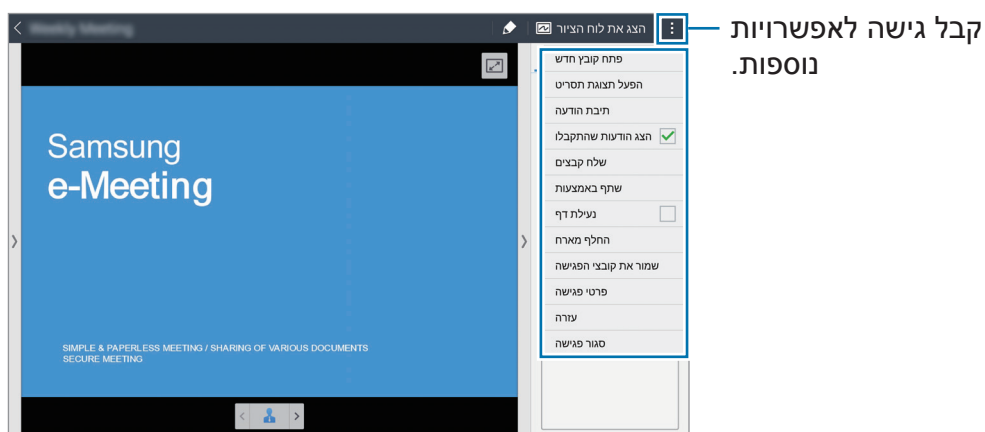 Weekly Meeting
הצג את לוח הציור
קבל גישה לאפשרויות
נוספות.
פתח קובץ חדש
הפעל תצוגת תסריט
תיבת הודעה
הצג הודעות שהתקבלו
שלח קבצים
שתף באמצעות
נעילת דף
החלף מארח
שמור את קובצי הפגישה
פרטי פגישה
עזרה
סגור פגישה
Samsung
e-Meeting
SIMPLE & PAPERLESS MEETING / SHARING OF VARIOUS DOCUMENTS
SECURE MEETING